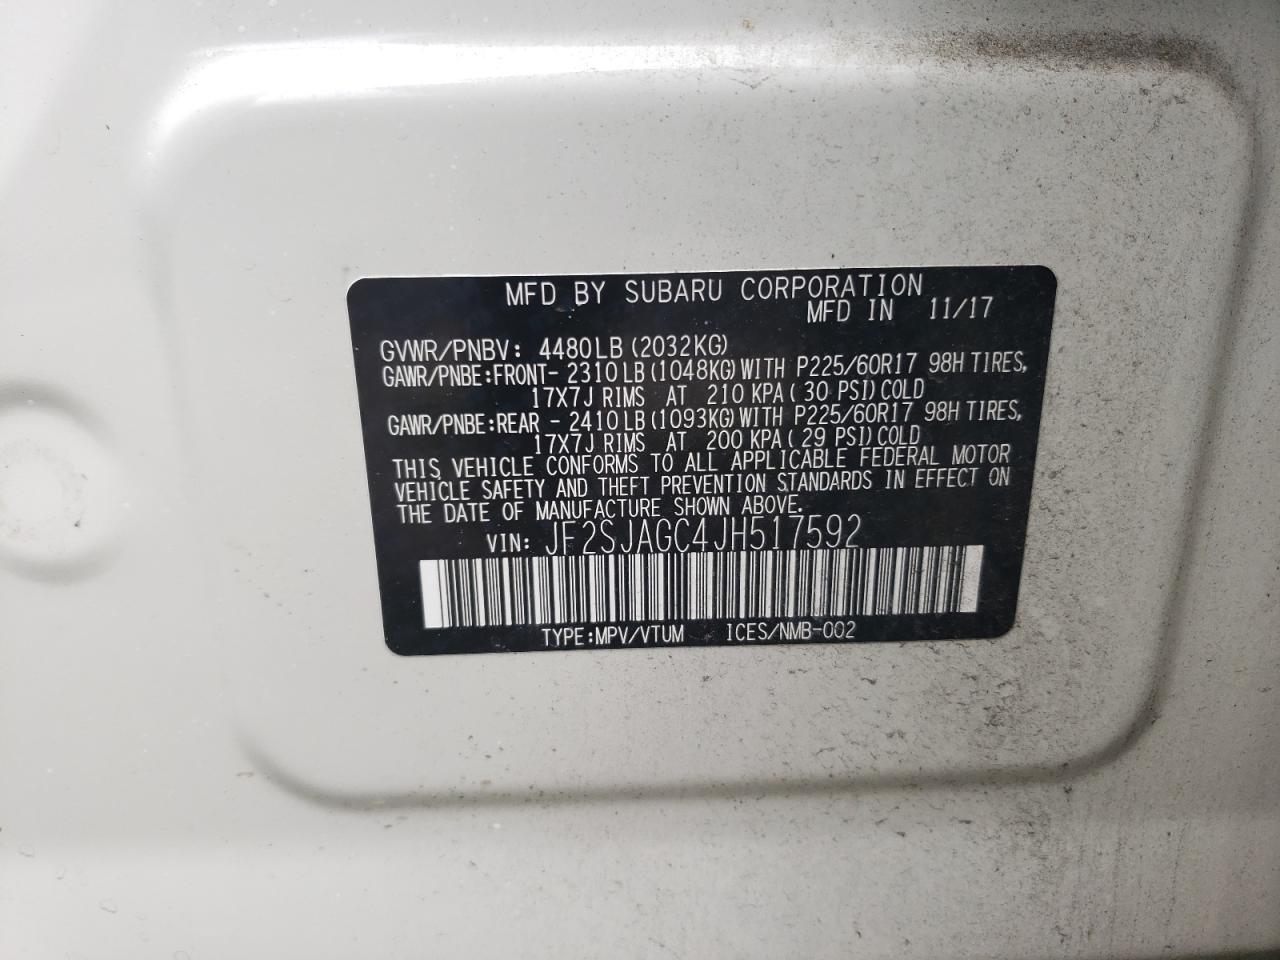 MFD BY SUBARU CORPORATION
MFD IN 11/17
GVWR/PNBV: 4480LB (2032KG)
GAWR/PNBE:FRONT- 2310LB (1048KG) WITH P225/60R17 98H TIRES,
17X7J RIMS AT 210 KPA( 30 PSI) COLD
GAWR/PNBE:REAR - 2410LB (1093KG) WITH P225/60R17 98H TIRES,
17X7J RIMS AT 200 KPA( 29 PSI) COLD
THIS VEHICLE CONFORMS TO ALL APPLICABLE FEDERAL MOTOR
VEHICLE SAFETY AND THEFT PREVENTION STANDARDS IN EFFECT ON
THE DATE OF MANUFACTURE SHOWN ABOVE.
VIN: JF2SJAGC4JH517592
TYPE:MPV/VTUM ICES/NMB-002